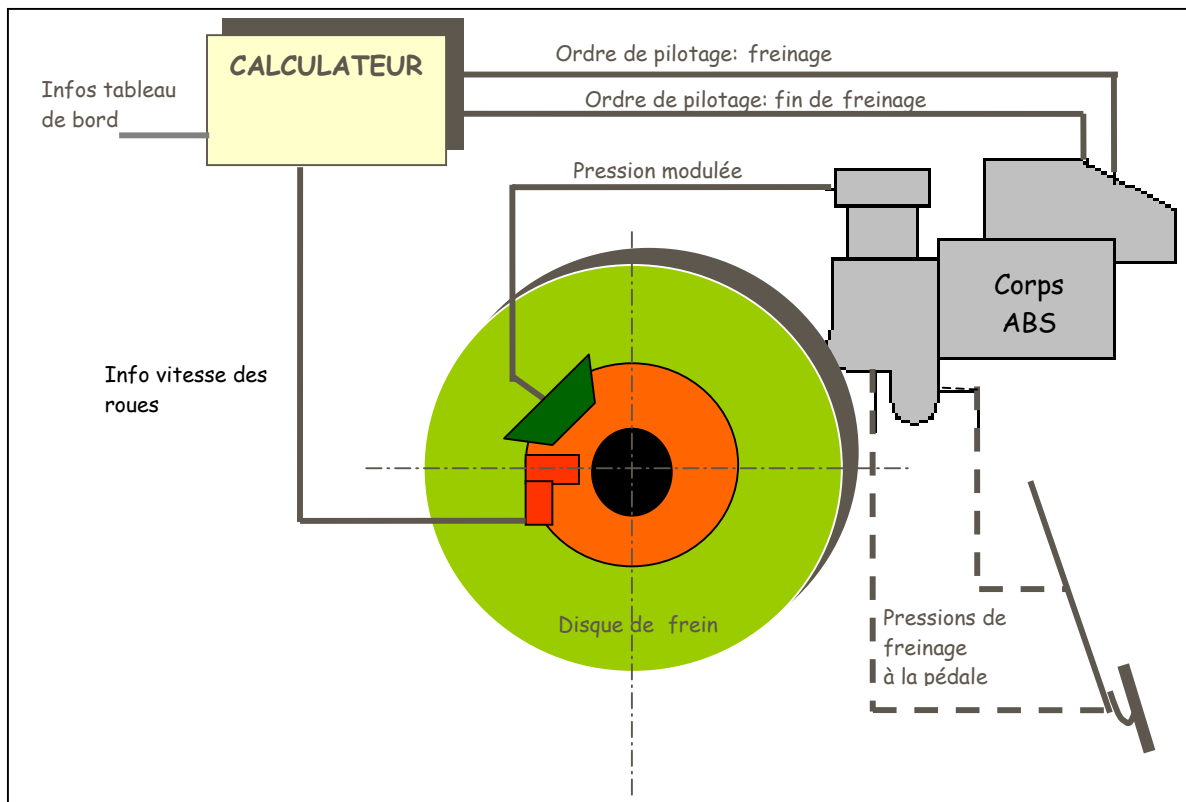 CALCULATEUR
Ordre de pilotage: freinage
Infos tableau
de bord
Ordre de pilotage: fin de freinage
Pression modulée
Corps
ABS
Info vitesse des
roues
Disque de frein
Pressions de
freinage
à la pédale